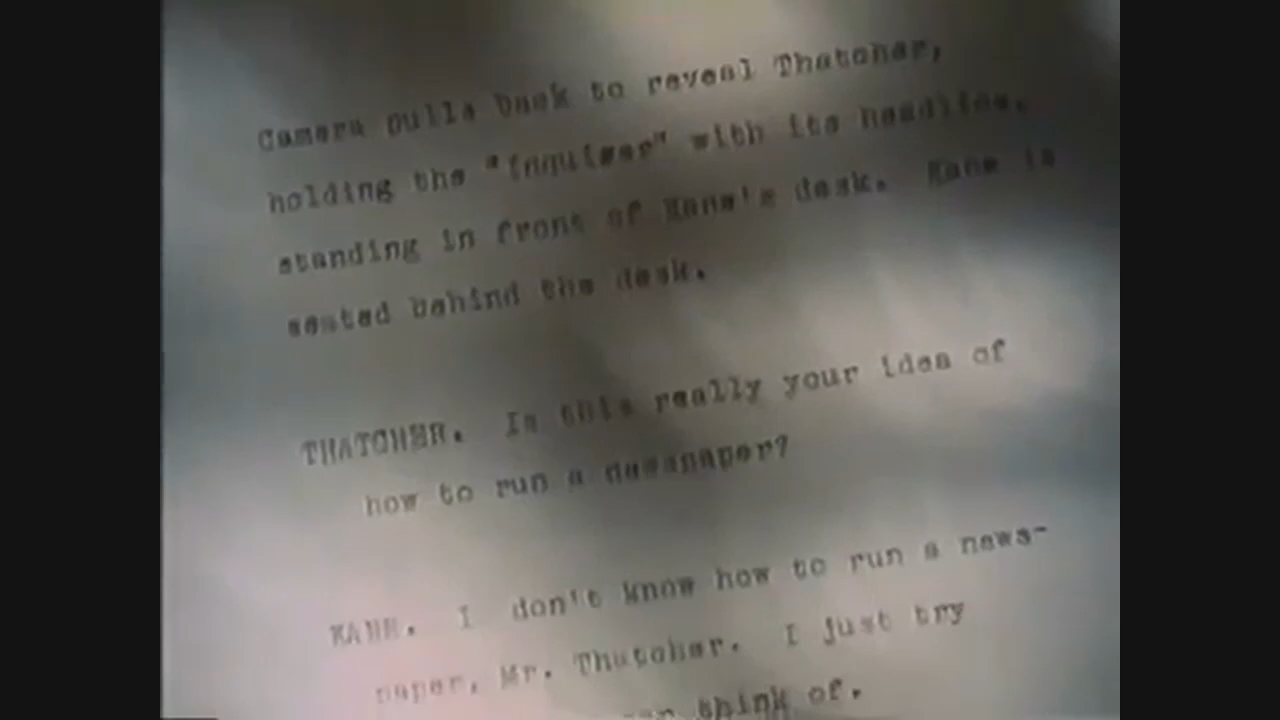 Camera pulls back to reveal Thatcher,
holding the "Inquirer" with its headline,
standing in front of Kane's desk. Kane is
seated behind the desk.
THATCHER. Is this really your idea of
how to run a newspaper?
KANE. I don't know how to run a news-
paper, Mr. Thatcher. I just try
think of.